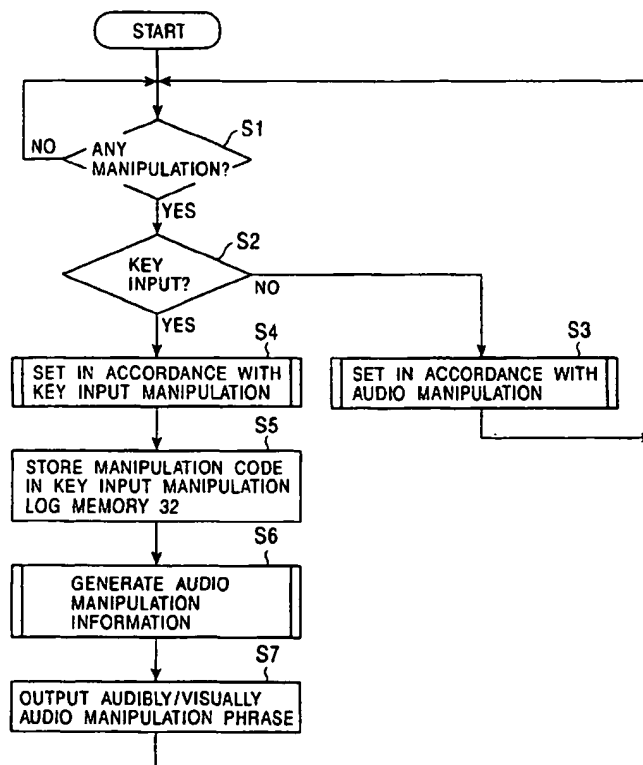 START
S1
NO
ANY
MANIPULATION?
YES
S2
KEY
INPUT?
NO
YES
S4
SET IN ACCORDANCE WITH
KEY INPUT MANIPULATION
S3
SET IN ACCORDANCE WITH
AUDIO MANIPULATION
S5
STORE MANIPULATION CODE
IN KEY INPUT MANIPULATION
LOG MEMORY 32
S6
GENERATE AUDIO
MANIPULATION
INFORMATION
S7
OUTPUT AUDIBLY/VISUALLY
AUDIO MANIPULATION PHRASE